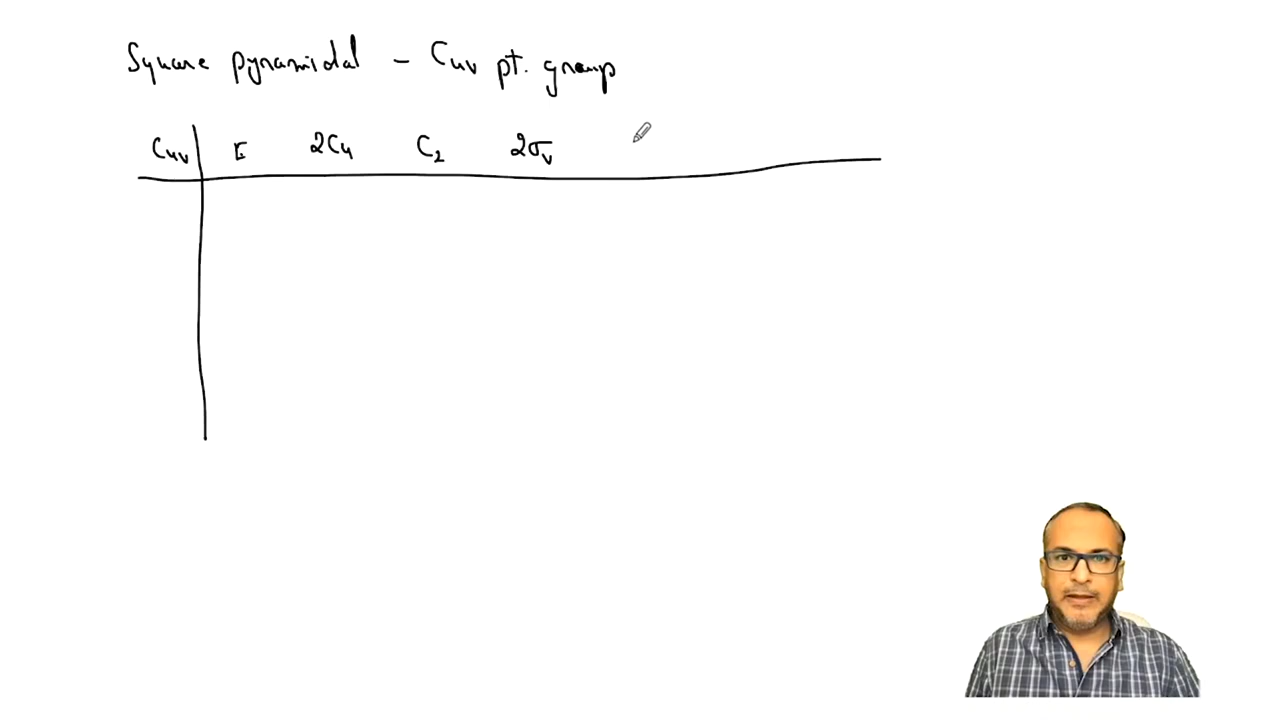 Square pyramidal - C4v pt. group
C4v E 2C4 C2 2σv